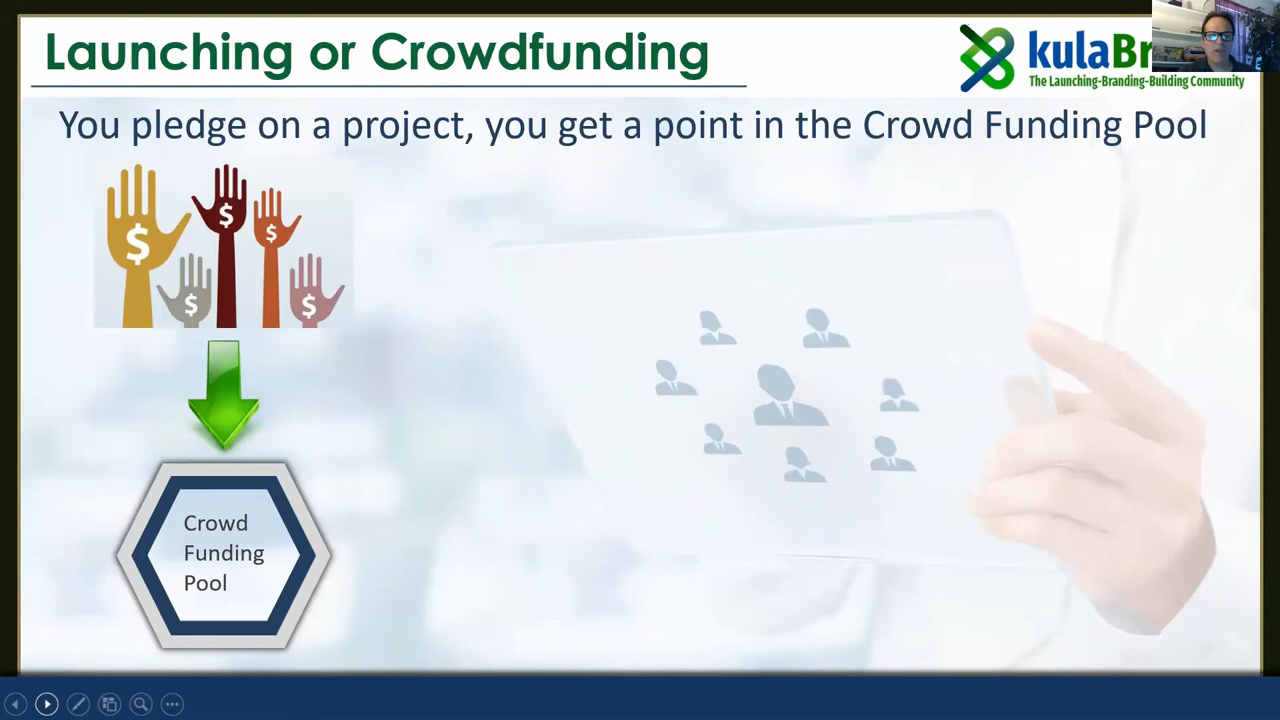 Launching or Crowdfunding
kulaBr
The Launching-Branding-Building Community
You pledge on a project, you get a point in the Crowd Funding Pool
$
$
$
$
$
Crowd
Funding
Pool